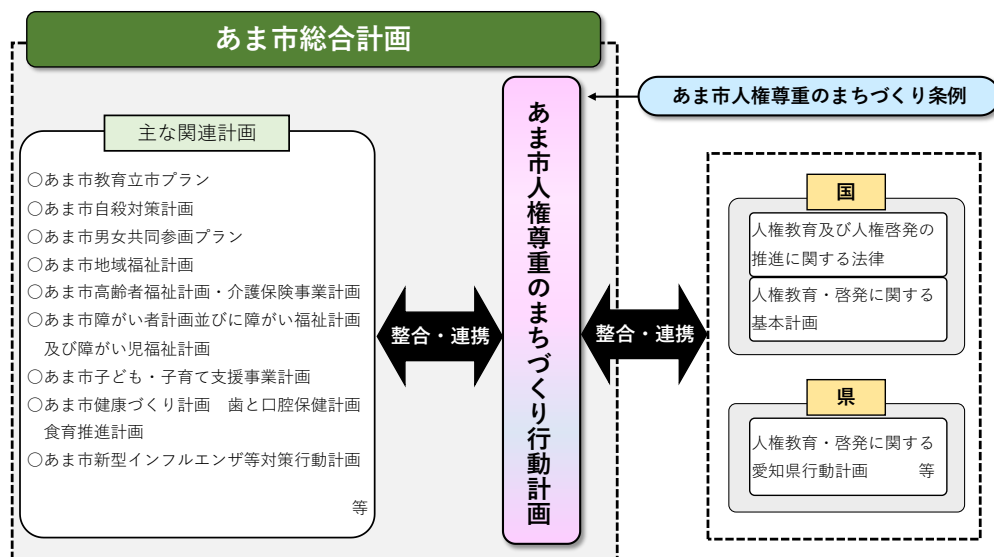 あま市総合計画
主な関連計画
○あま市教育立市プラン
○あま市自殺対策計画
○あま市男女共同参画プラン
○あま市地域福祉計画
○あま市高齢者福祉計画・介護保険事業計画
○あま市障がい者計画並びに障がい福祉計画
及び障がい児福祉計画
○あま市子ども・子育て支援事業計画
○あま市健康づくり計画　歯と口腔保健計画
食育推進計画
○あま市新型インフルエンザ等対策行動計画
等
整合・連携
あま市人権尊重のまちづくり行動計画
あま市人権尊重のまちづくり条例
整合・連携
国
人権教育及び人権啓発の
推進に関する法律
人権教育・啓発に関する
基本計画
県
人権教育・啓発に関する
愛知県行動計画　　等